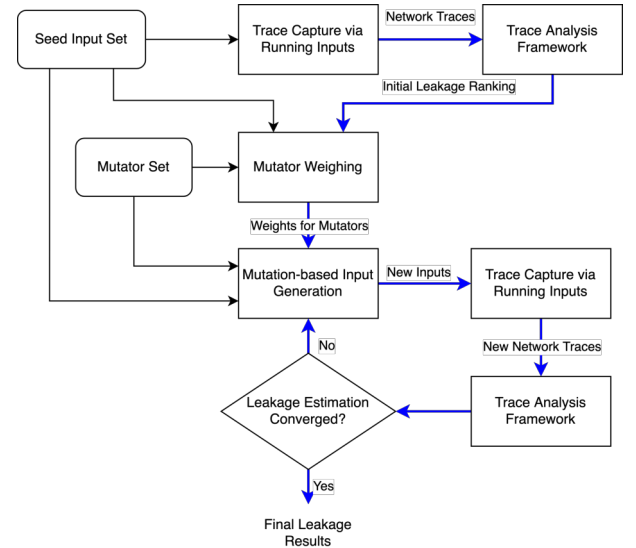 Seed Input Set
Trace Capture via
Running Inputs
Network Traces
Trace Analysis
Framework
Initial Leakage Ranking
Mutator Set
Mutator Weighing
Weights for Mutators
Mutation-based Input
Generation
New Inputs
Trace Capture via
Running Inputs
New Network Traces
No
Leakage Estimation
Converged?
Trace Analysis
Framework
Yes
Final Leakage
Results